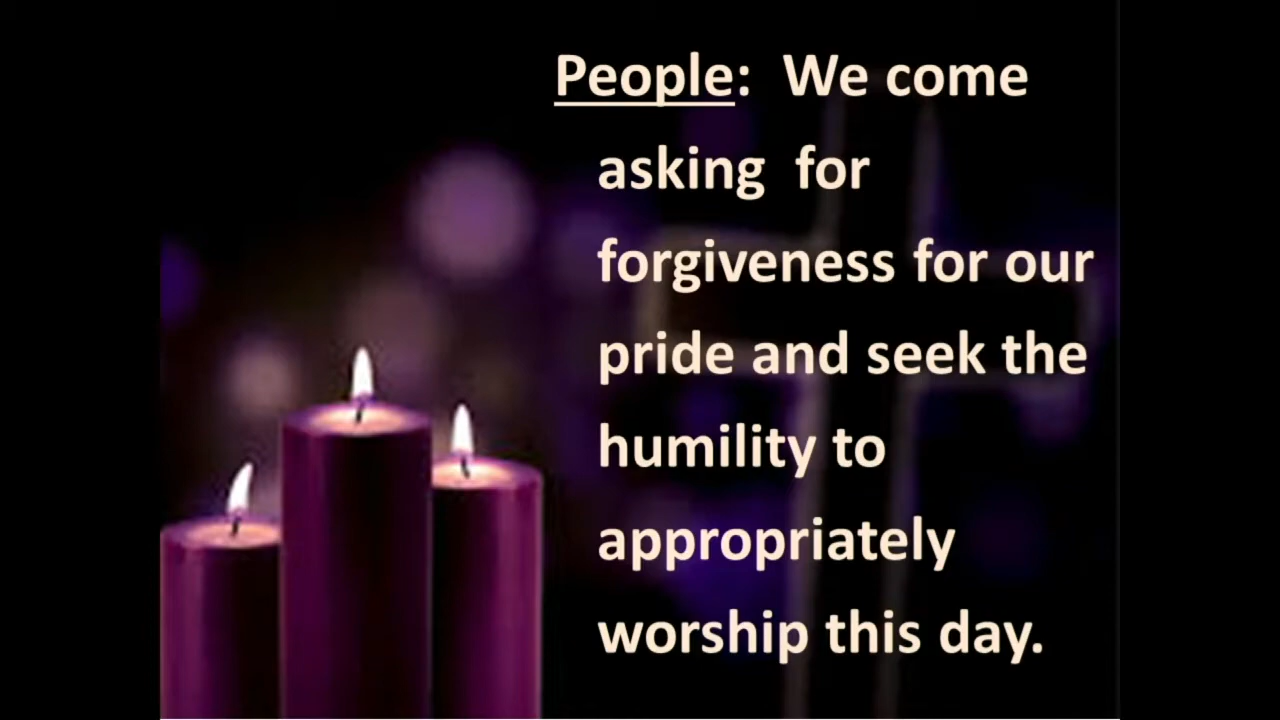 People:  We come
asking  for
forgiveness for our
pride and seek the
humility to
appropriately
worship this day.